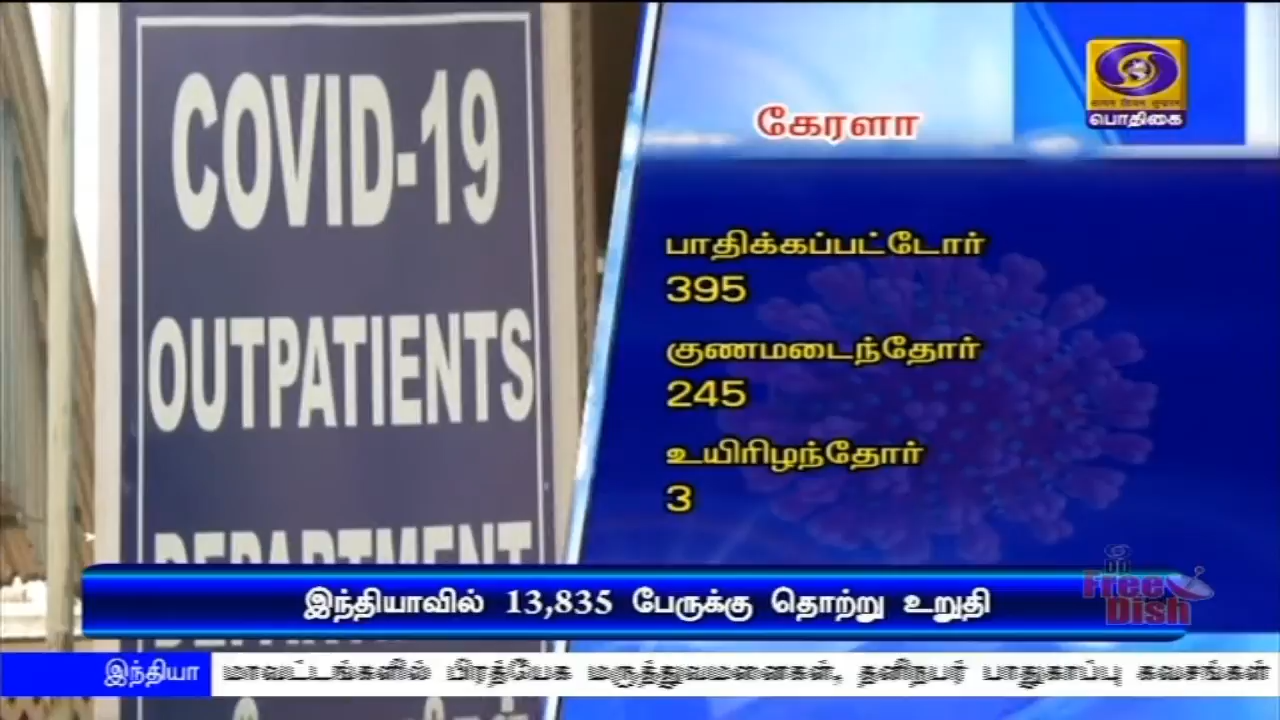 COVID-19
OUTPATIENTS
DEPARTMENT
கேரளா
பொதிகை
பாதிக்கப்பட்டோர்
395
குணமடைந்தோர்
245
உயிரிழந்தோர்
3
DD
Free
Dish
இந்தியாவில் 13,835 பேருக்கு தொற்று உறுதி
இந்தியா மாவட்டங்களில் பிரத்யேக மருத்துவமனைகள், தனிநபர் பாதுகாப்பு கவசங்கள்